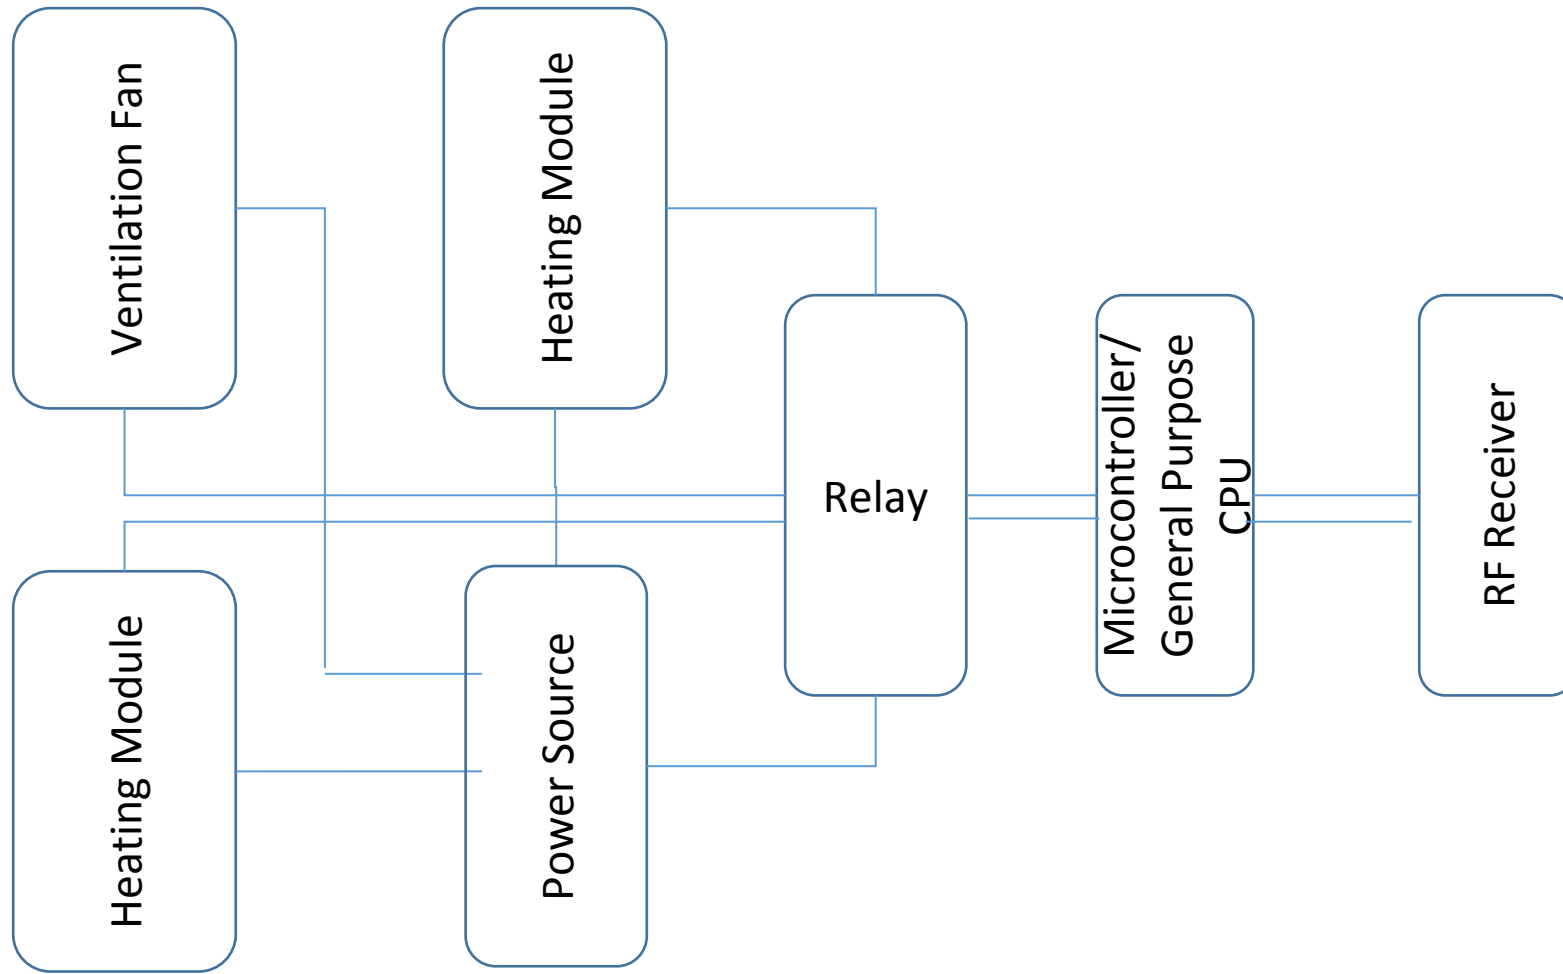 Ventilation Fan
Heating Module
Heating Module
Power Source
Relay
Microcontroller/
General Purpose
CPU
RF Receiver